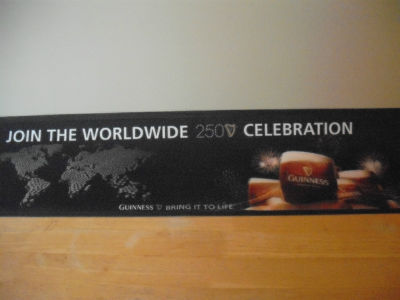 JOIN THE WORLDWIDE 250 CELEBRATION
GUINNESS
GUINNESS BRING IT TO LIFE